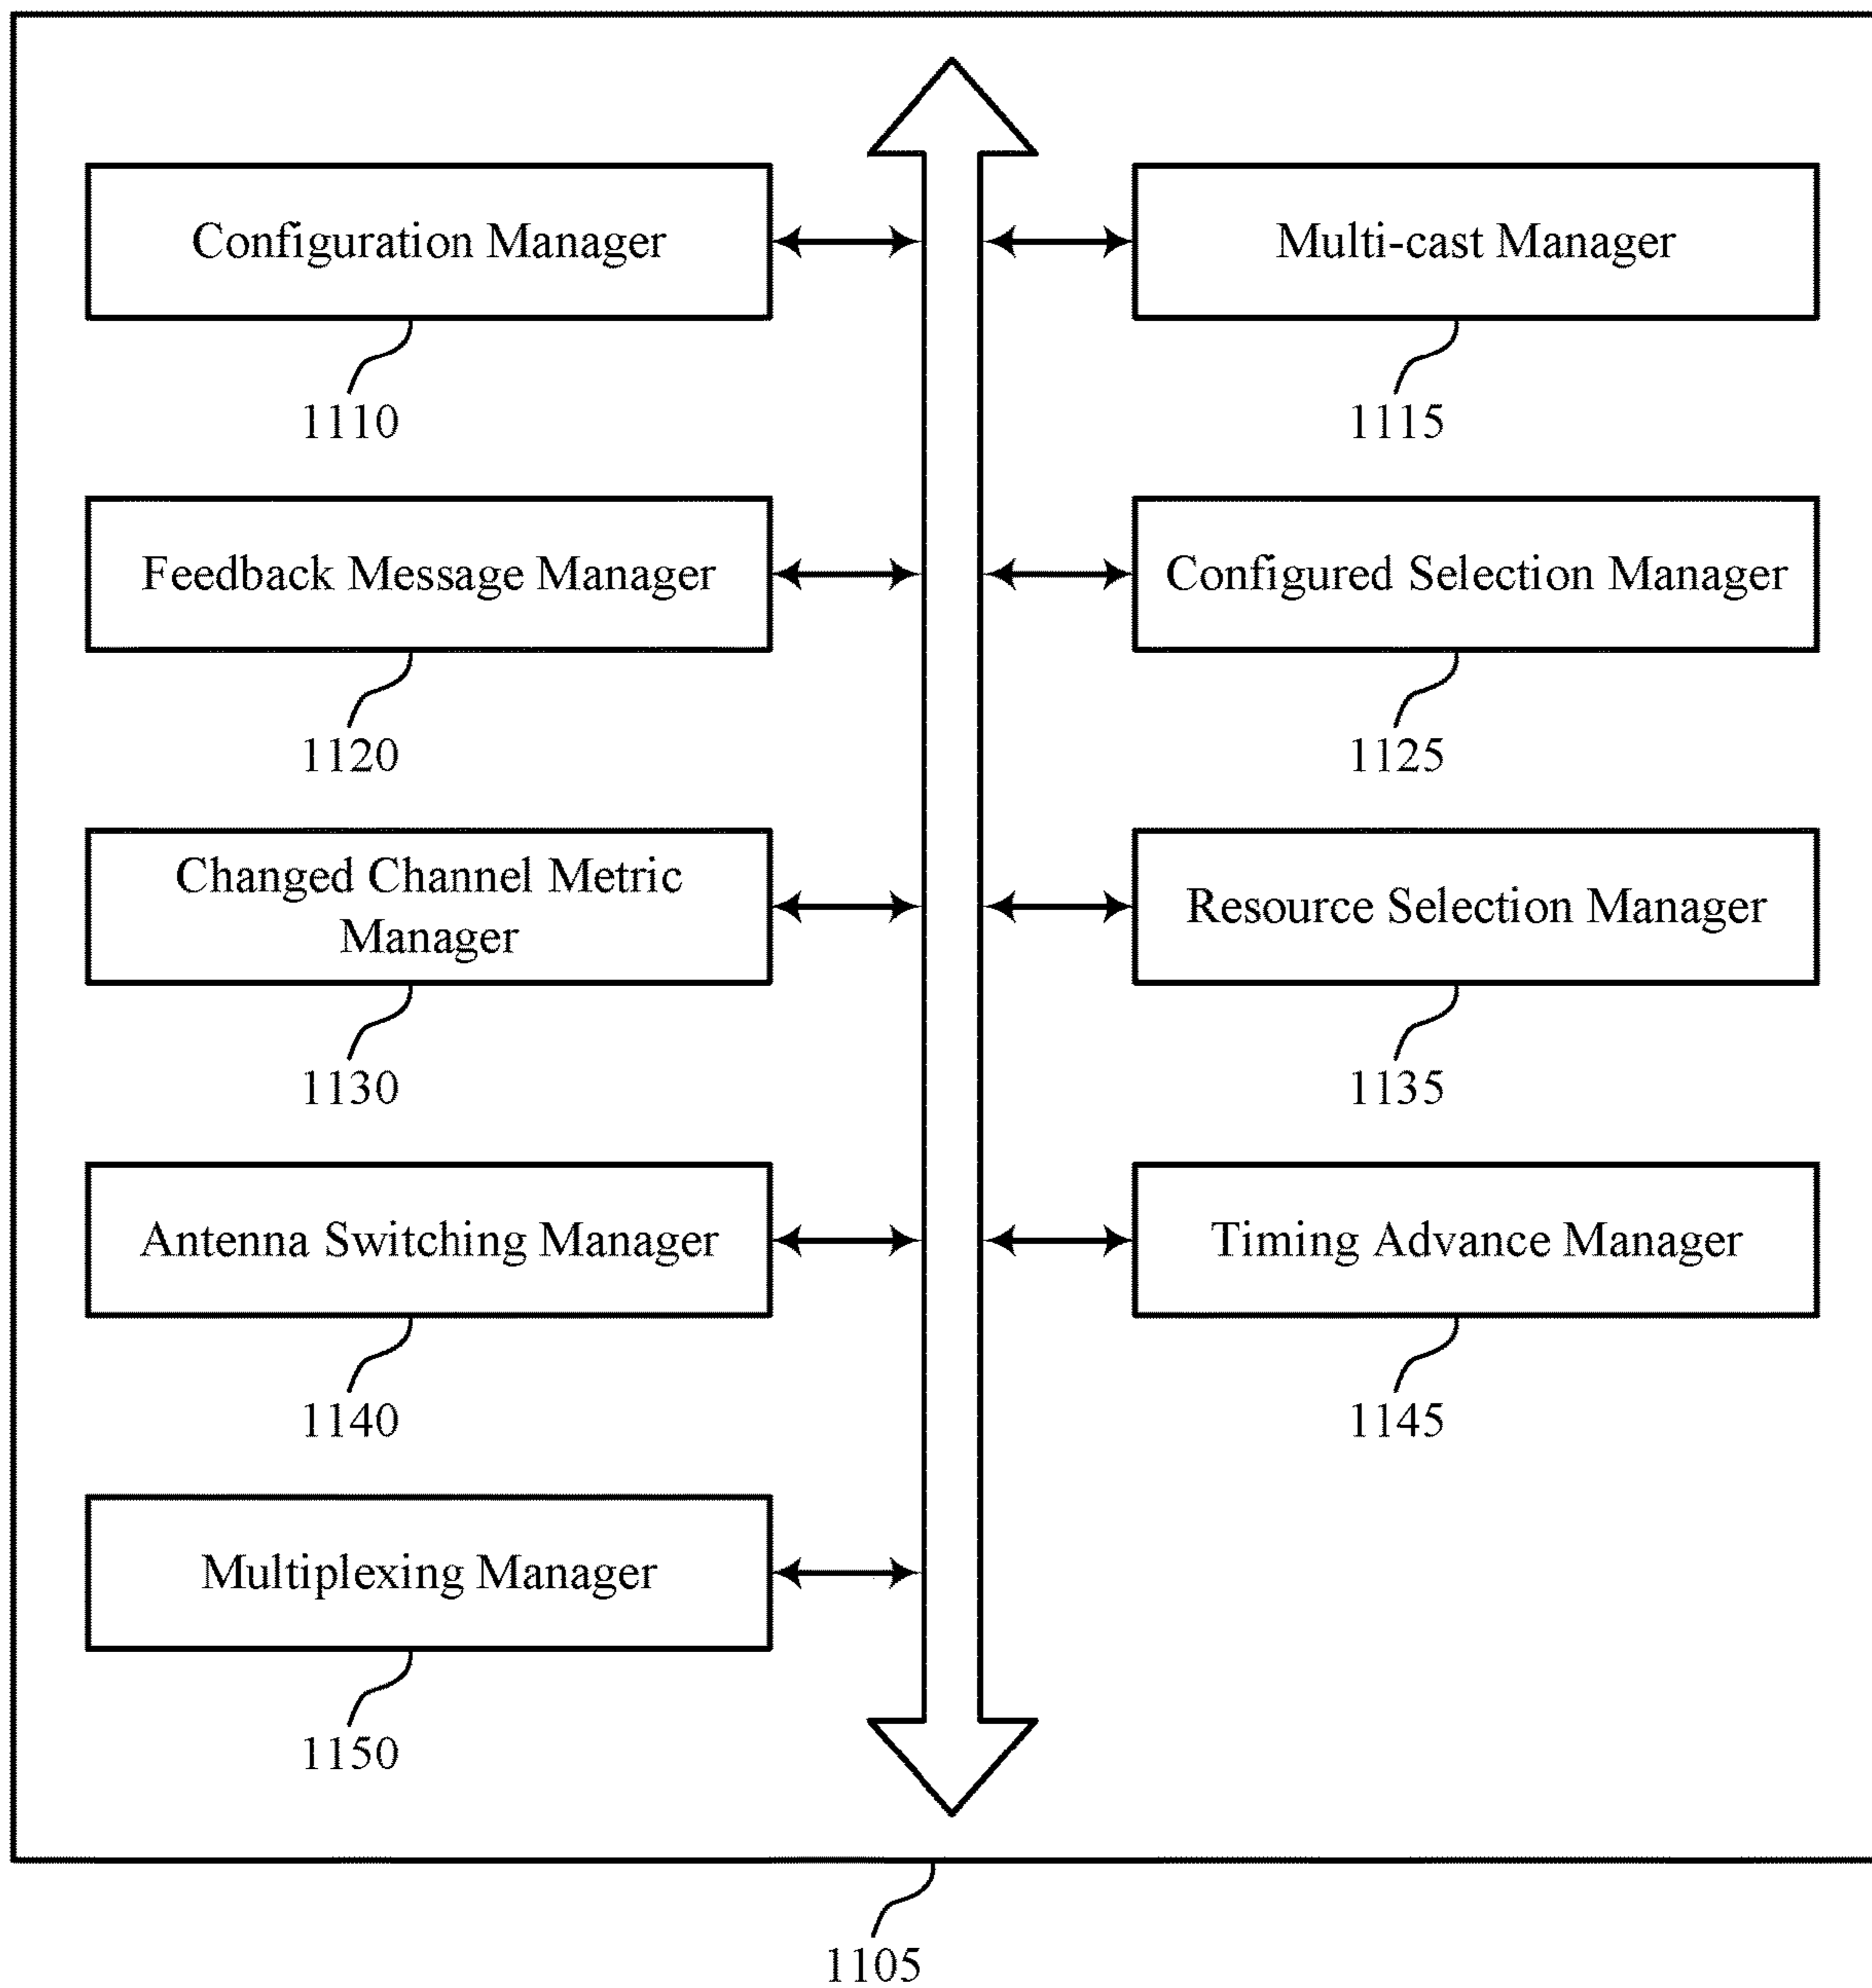 Configuration Manager
Multi-cast Manager
1110
1115
Feedback Message Manager
Configured Selection Manager
1120
1125
Changed Channel Metric
Manager
Resource Selection Manager
1130
1135
Antenna Switching Manager
Timing Advance Manager
1140
1145
Multiplexing Manager
1150
1105